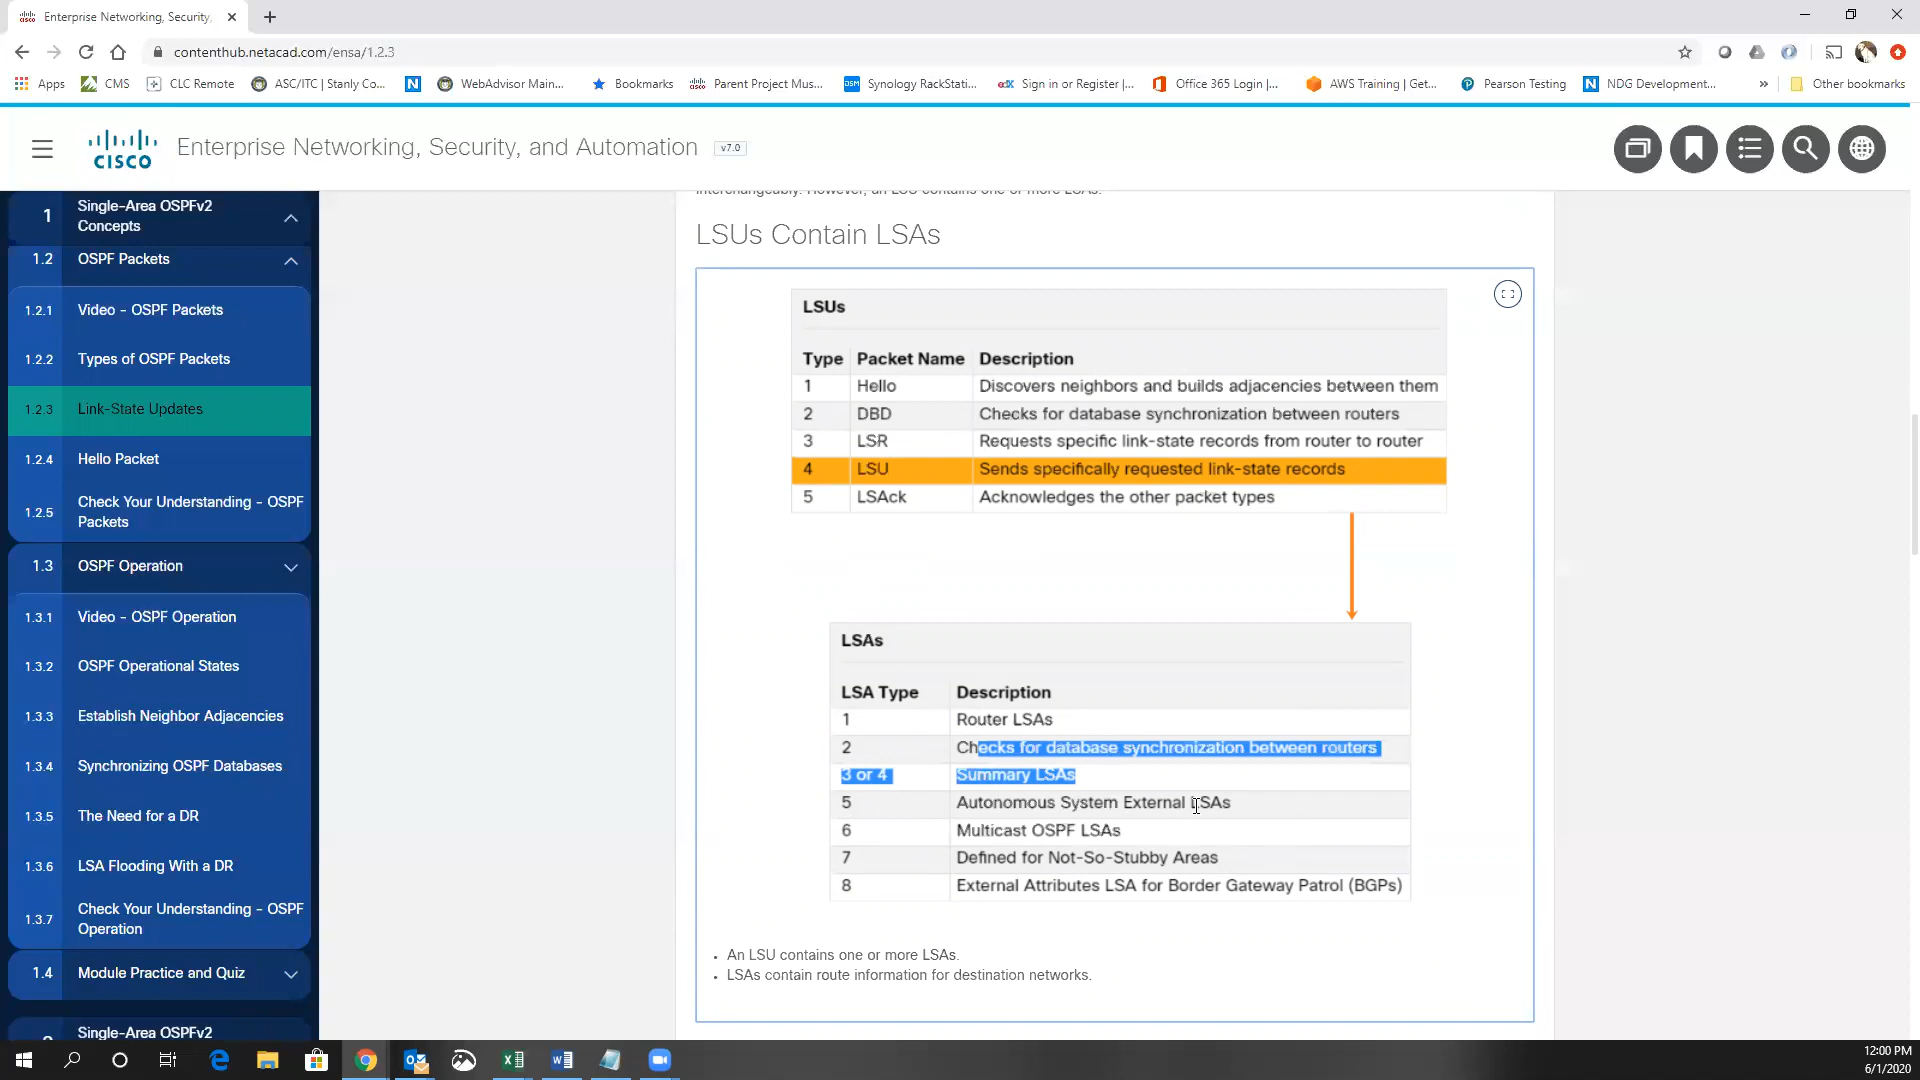 Enterprise Networking, Security,
contenthub.netacad.com/ensa/1.2.3
Apps CMS CLC Remote ASC/ITC | Stanly Co... WebAdvisor Main... Bookmarks Parent Project Mus... Synology RackStati... Sign in or Register |... Office 365 Login |... AWS Training | Get... Pearson Testing NDG Development... » Other bookmarks
CISCO
Enterprise Networking, Security, and Automation v7.0
1 Single-Area OSPFv2
Concepts
1.2 OSPF Packets
1.2.1 Video - OSPF Packets
1.2.2 Types of OSPF Packets
1.2.3 Link-State Updates
1.2.4 Hello Packet
1.2.5 Check Your Understanding - OSPF
Packets
1.3 OSPF Operation
1.3.1 Video - OSPF Operation
1.3.2 OSPF Operational States
1.3.3 Establish Neighbor Adjacencies
1.3.4 Synchronizing OSPF Databases
1.3.5 The Need for a DR
1.3.6 LSA Flooding With a DR
1.3.7 Check Your Understanding - OSPF
Operation
1.4 Module Practice and Quiz
Single-Area OSPFv2
interchangeably. However, an LSU contains one or more LSAs.
LSUs Contain LSAs
LSUs
Type Packet Name Description
1 Hello Discovers neighbors and builds adjacencies between them
2 DBD Checks for database synchronization between routers
3 LSR Requests specific link-state records from router to router
4 LSU Sends specifically requested link-state records
5 LSAck Acknowledges the other packet types
LSAs
LSA Type Description
1 Router LSAs
2 Checks for database synchronization between routers
3 or 4 Summary LSAs
5 Autonomous System External LSAs
6 Multicast OSPF LSAs
7 Defined for Not-So-Stubby Areas
8 External Attributes LSA for Border Gateway Patrol (BGPs)
• An LSU contains one or more LSAs.
• LSAs contain route information for destination networks.
12:00 PM
6/1/2020